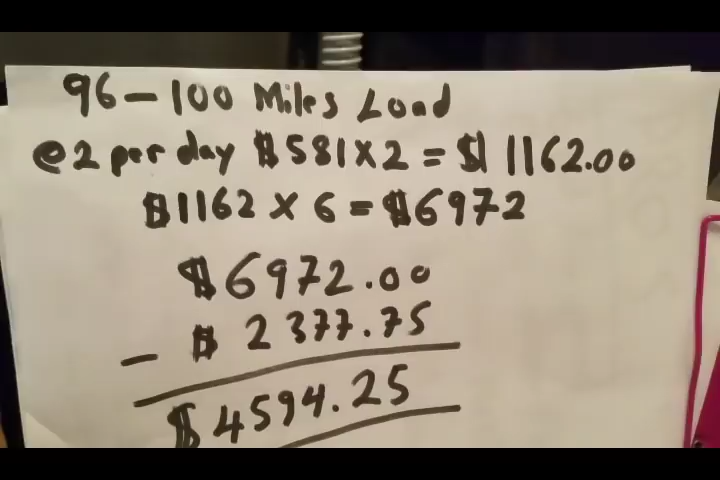 96-100 Miles Load
@2 per day $581x2 = $1162.00
$1162 x 6 = $6972
$6972.00
- $2377.75
$4594.25